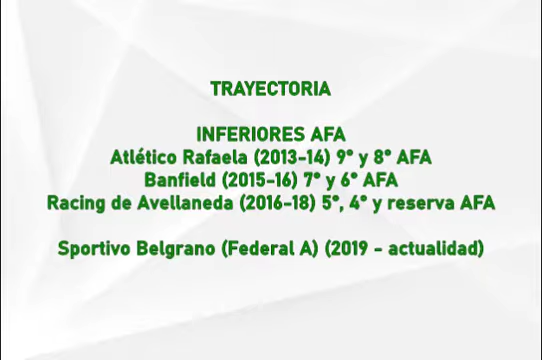 TRAYECTORIA
INFERIORES AFA
Atlético Rafaela (2013-14) 9° y 8° AFA
Banfield (2015-16) 7° y 6° AFA
Racing de Avellaneda (2016-18) 5°, 4° y reserva AFA
Sportivo Belgrano (Federal A) (2019 - actualidad)